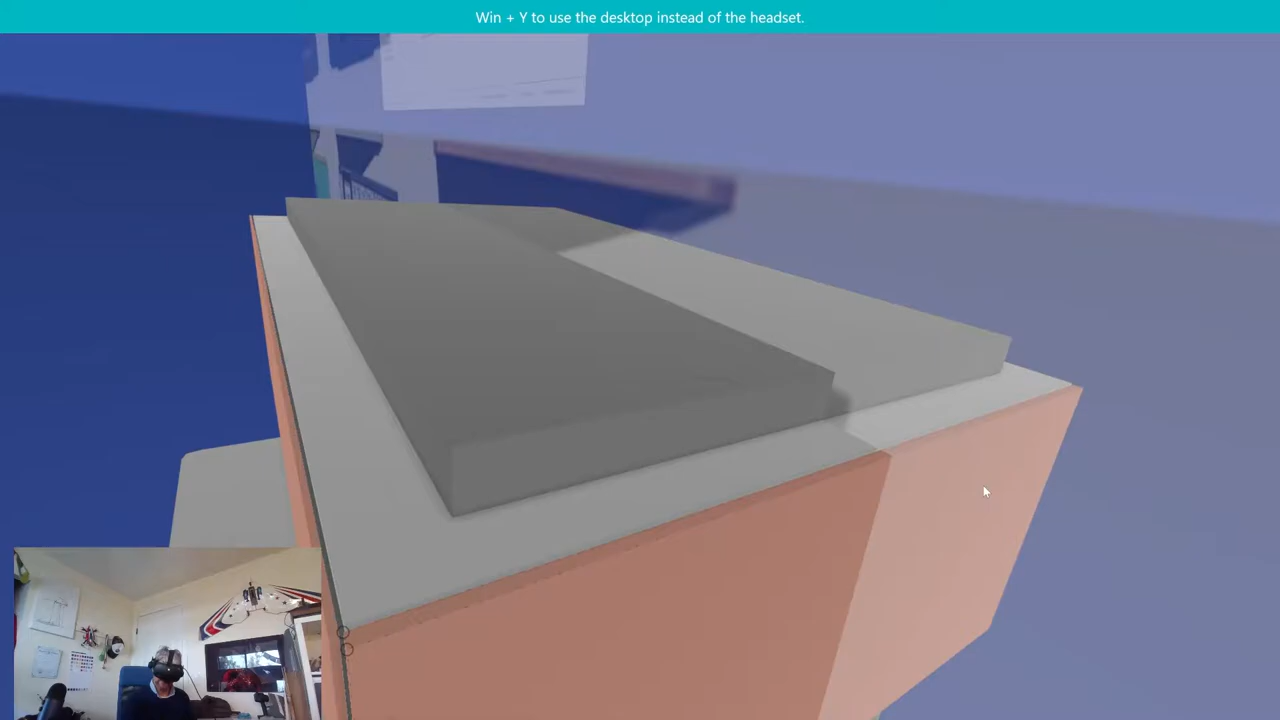 Win + Y to use the desktop instead of the headset.